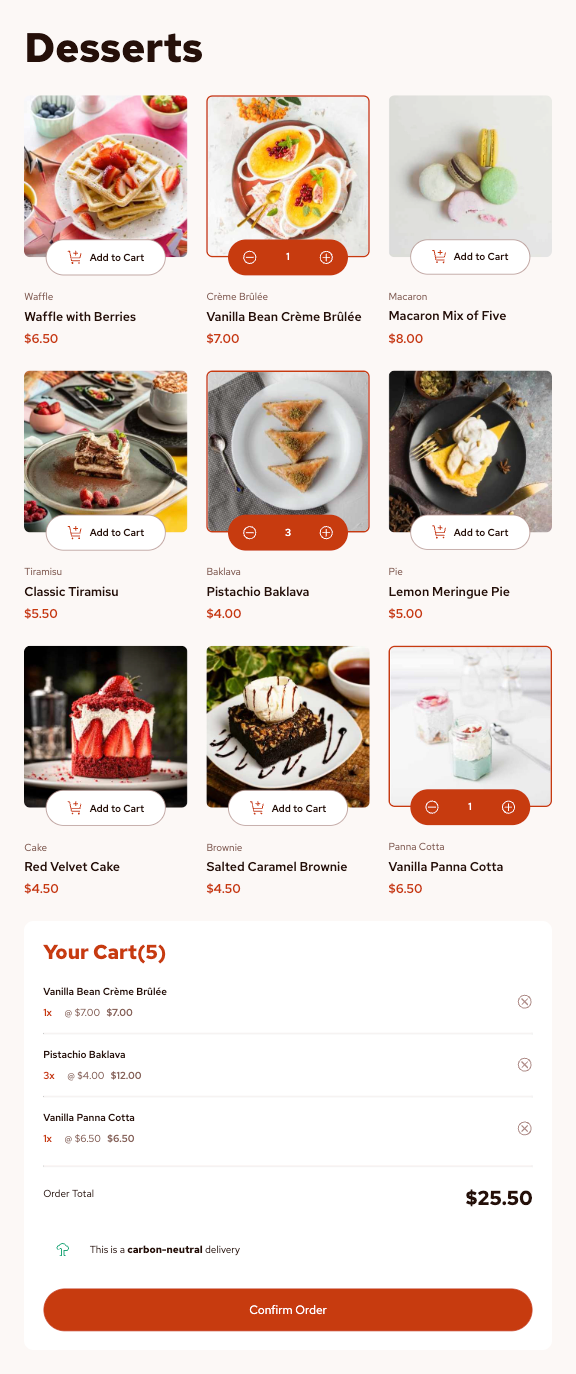 Desserts
Add to Cart
1
Add to Cart
Waffle
Waffle with Berries
$6.50
Crème Brûlée
Vanilla Bean Crème Brûlée
$7.00
Macaron
Macaron Mix of Five
$8.00
Add to Cart
3
Add to Cart
Tiramisu
Classic Tiramisu
$5.50
Baklava
Pistachio Baklava
$4.00
Pie
Lemon Meringue Pie
$5.00
Add to Cart
Add to Cart
1
Cake
Red Velvet Cake
$4.50
Brownie
Salted Caramel Brownie
$4.50
Panna Cotta
Vanilla Panna Cotta
$6.50
Your Cart(5)
Vanilla Bean Crème Brûlée
1x @ $7.00 $7.00
Pistachio Baklava
3x @ $4.00 $12.00
Vanilla Panna Cotta
1x @ $6.50 $6.50
Order Total $25.50
This is a carbon-neutral delivery
Confirm Order